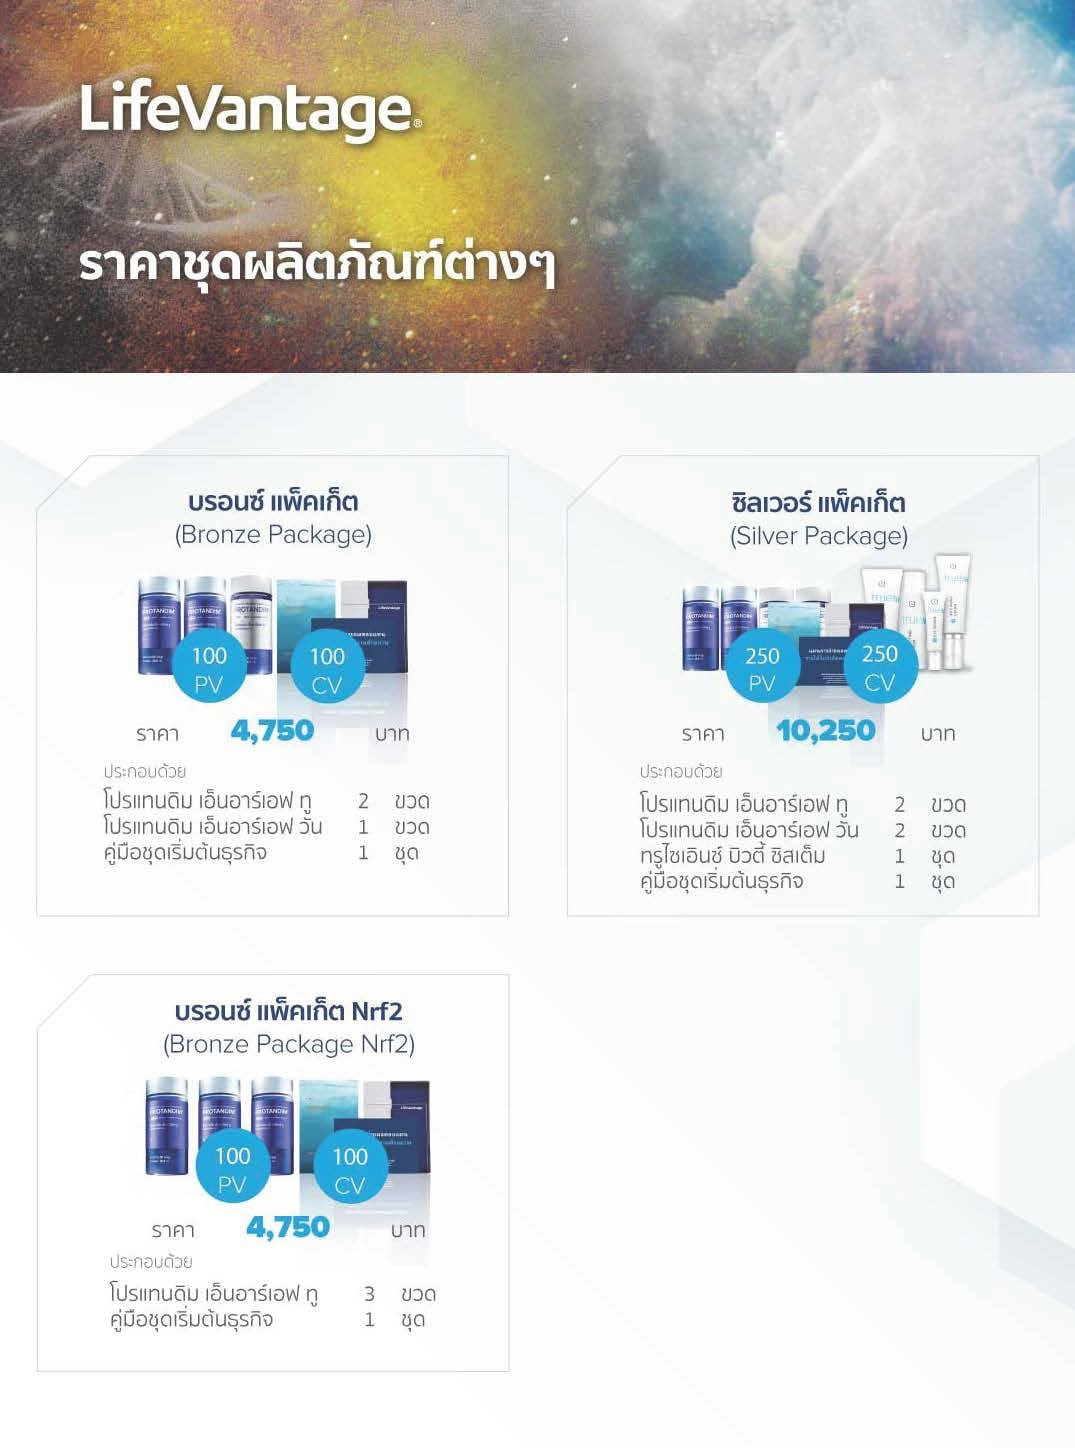 LifeVantage®
ราคาชุดผลิตภัณฑ์ต่างๆ
บรอนซ์ แพ็คเก็ต
(Bronze Package)
100 PV
100 CV
ราคา 4,750 บาท
ประกอบด้วย
โปรแทนดิม เอ็นอาร์เอฟ ทู 2 ขวด
โปรแทนดิม เอ็นอาร์เอฟ วัน 1 ขวด
คู่มือชุดเริ่มต้นธุรกิจ 1 ชุด
ซิลเวอร์ แพ็คเก็ต
(Silver Package)
250 PV
250 CV
ราคา 10,250 บาท
ประกอบด้วย
โปรแทนดิม เอ็นอาร์เอฟ ทู 2 ขวด
โปรแทนดิม เอ็นอาร์เอฟ วัน 2 ขวด
ทรูไซเอินซ์ บิวตี้ ซิสเต็ม 1 ชุด
คู่มือชุดเริ่มต้นธุรกิจ 1 ชุด
บรอนซ์ แพ็คเก็ต Nrf2
(Bronze Package Nrf2)
100 PV
100 CV
ราคา 4,750 บาท
ประกอบด้วย
โปรแทนดิม เอ็นอาร์เอฟ ทู 3 ขวด
คู่มือชุดเริ่มต้นธุรกิจ 1 ชุด